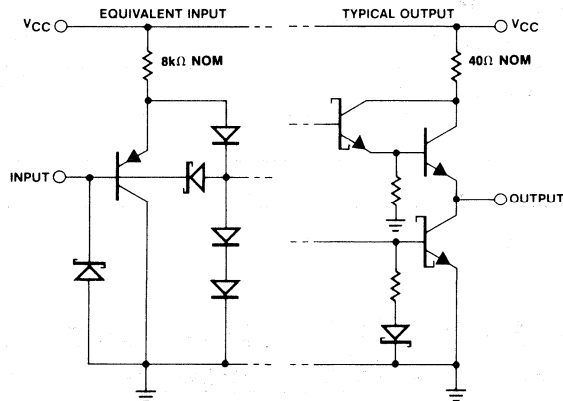 EQUIVALENT INPUT
TYPICAL OUTPUT
VCC
VCC
8kΩ NOM
40Ω NOM
INPUT
OUTPUT